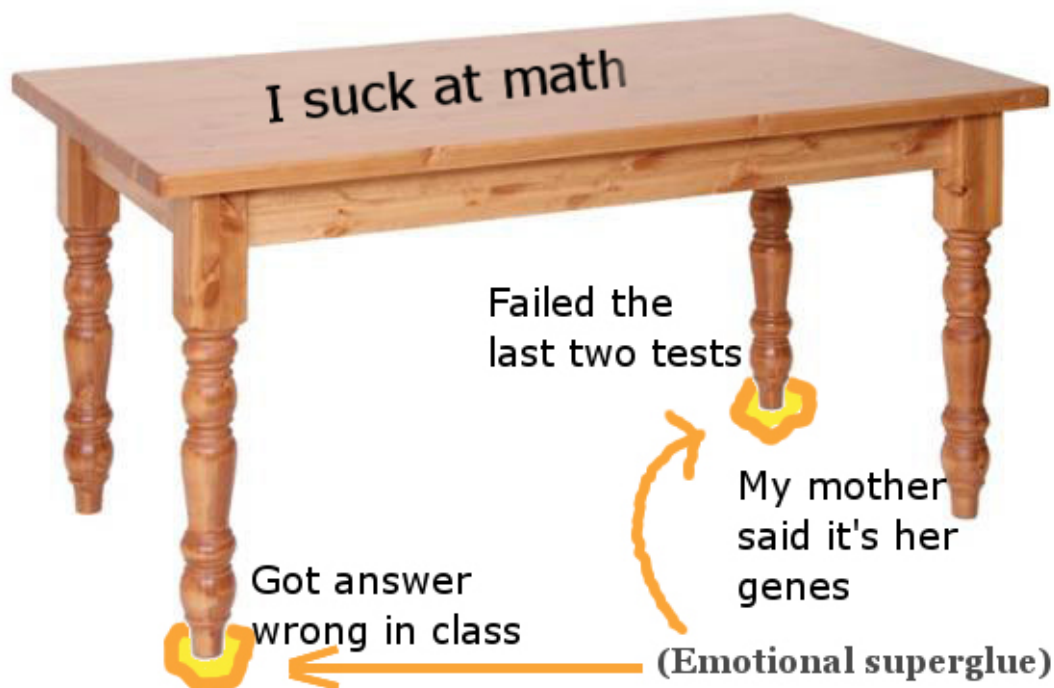 I suck at math
Failed the
last two tests
My mother
said it's her
genes
Got answer
wrong in class
(Emotional superglue)